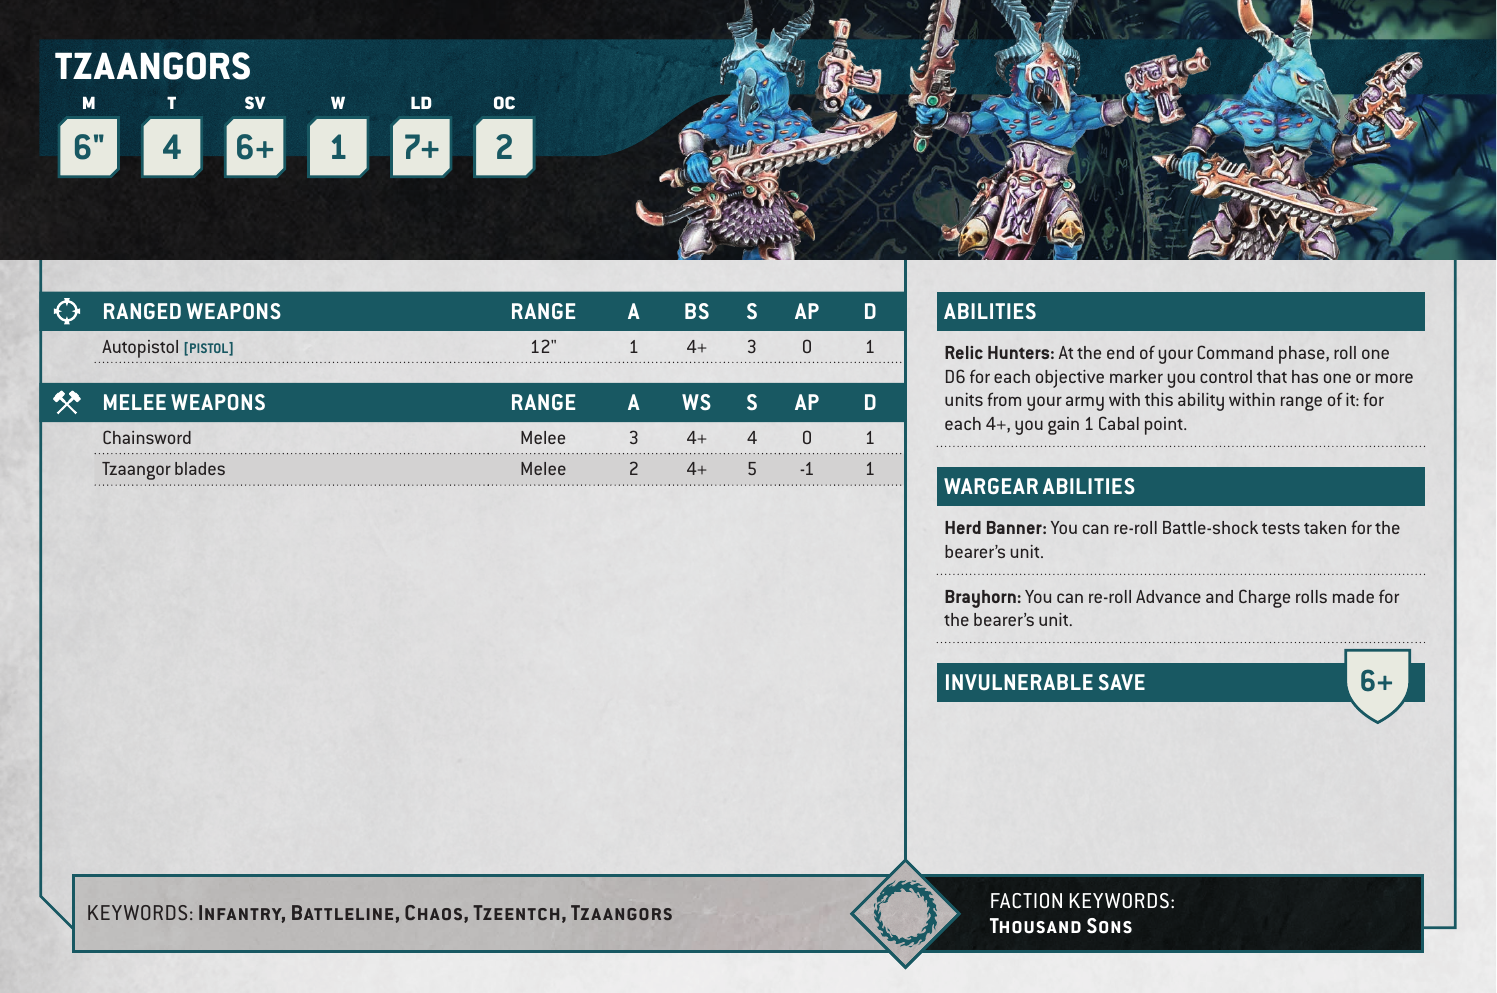 TZAANGORS
M T SV W LD OC
6" 4 6+ 1 7+ 2
RANGED WEAPONS RANGE A BS S AP D
Autopistol [PISTOL] 12" 1 4+ 3 0 1
MELEE WEAPONS RANGE A WS S AP D
Chainsword Melee 3 4+ 4 0 1
Tzaangor blades Melee 2 4+ 5 -1 1
ABILITIES
Relic Hunters: At the end of your Command phase, roll one
D6 for each objective marker you control that has one or more
units from your army with this ability within range of it: for
each 4+, you gain 1 Cabal point.
WARGEAR ABILITIES
Herd Banner: You can re-roll Battle-shock tests taken for the
bearer’s unit.
Brayhorn: You can re-roll Advance and Charge rolls made for
the bearer’s unit.
INVULNERABLE SAVE 6+
KEYWORDS: Infantry, Battleline, Chaos, Tzeentch, Tzaangors
FACTION KEYWORDS:
Thousand Sons